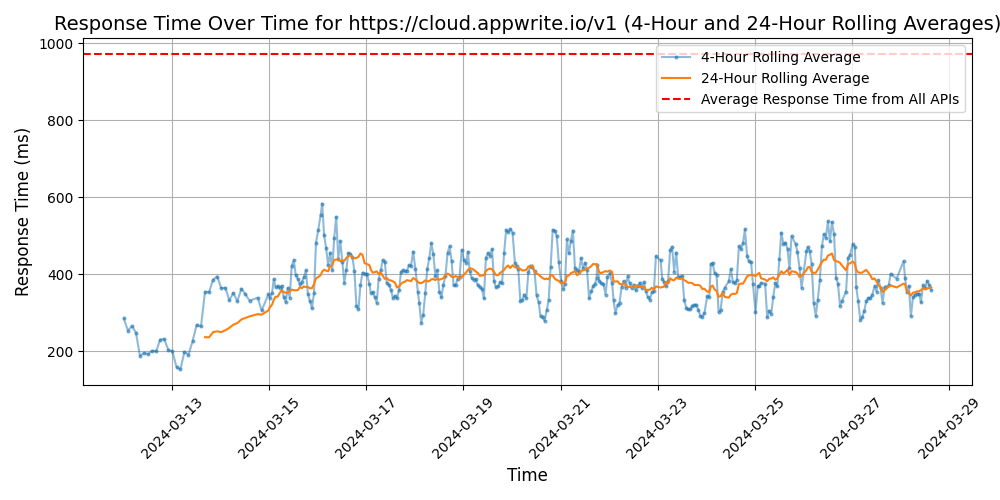 Response Time Over Time for https://cloud.appwrite.io/v1 (4-Hour and 24-Hour Rolling Averages)
Response Time (ms)
1000
800
600
400
200
4-Hour Rolling Average
24-Hour Rolling Average
Average Response Time from All APIs
2024-03-13
2024-03-15
2024-03-17
2024-03-19
2024-03-21
2024-03-23
2024-03-25
2024-03-27
2024-03-29
Time